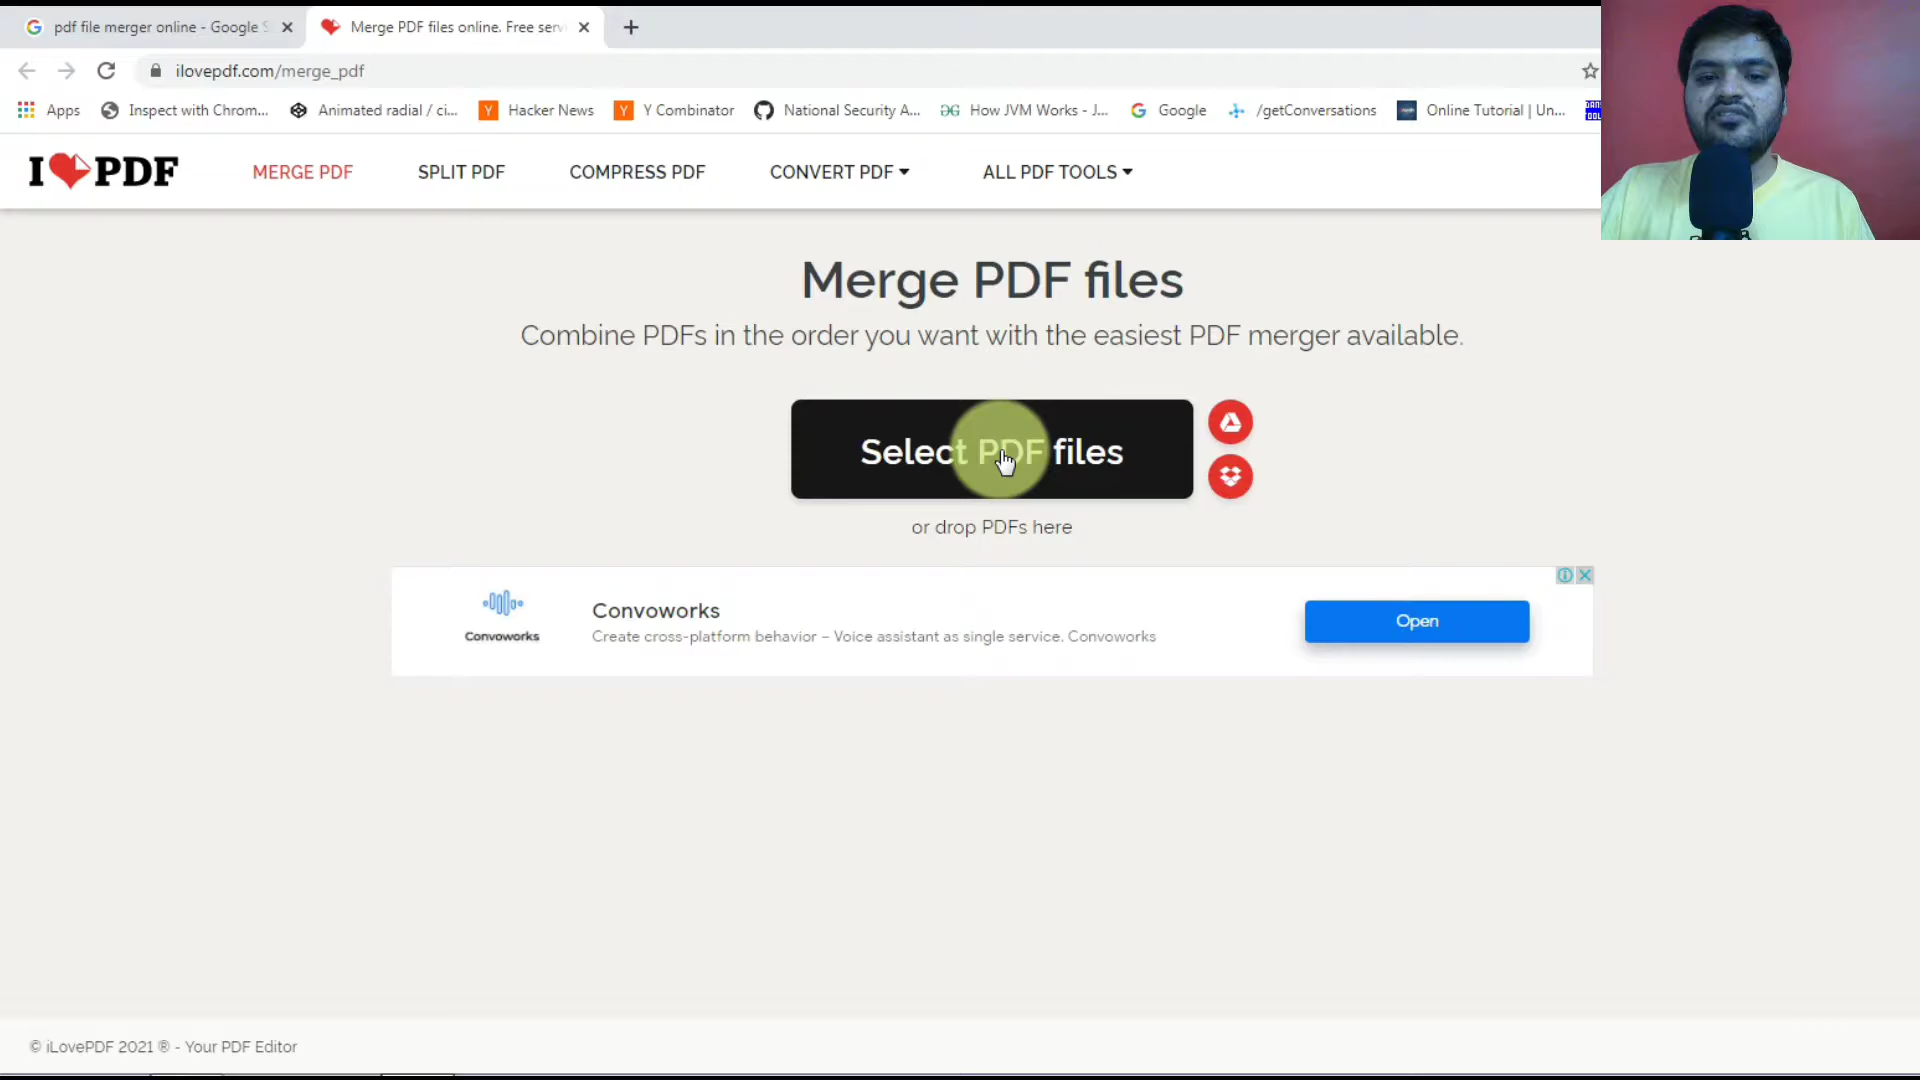 pdf file merger online - Google S
Merge PDF files online. Free serv
ilovepdf.com/merge_pdf
Apps
Inspect with Chrom...
Animated radial / ci...
Y Hacker News
Y Y Combinator
National Security A...
How JVM Works - J...
Google
/getConversations
Online Tutorial | Un...
I PDF
MERGE PDF
SPLIT PDF
COMPRESS PDF
CONVERT PDF
ALL PDF TOOLS
Merge PDF files
Combine PDFs in the order you want with the easiest PDF merger available.
Select PDF files
or drop PDFs here
Convoworks
Convoworks
Create cross-platform behavior – Voice assistant as single service. Convoworks
Open
© iLovePDF 2021 ® - Your PDF Editor